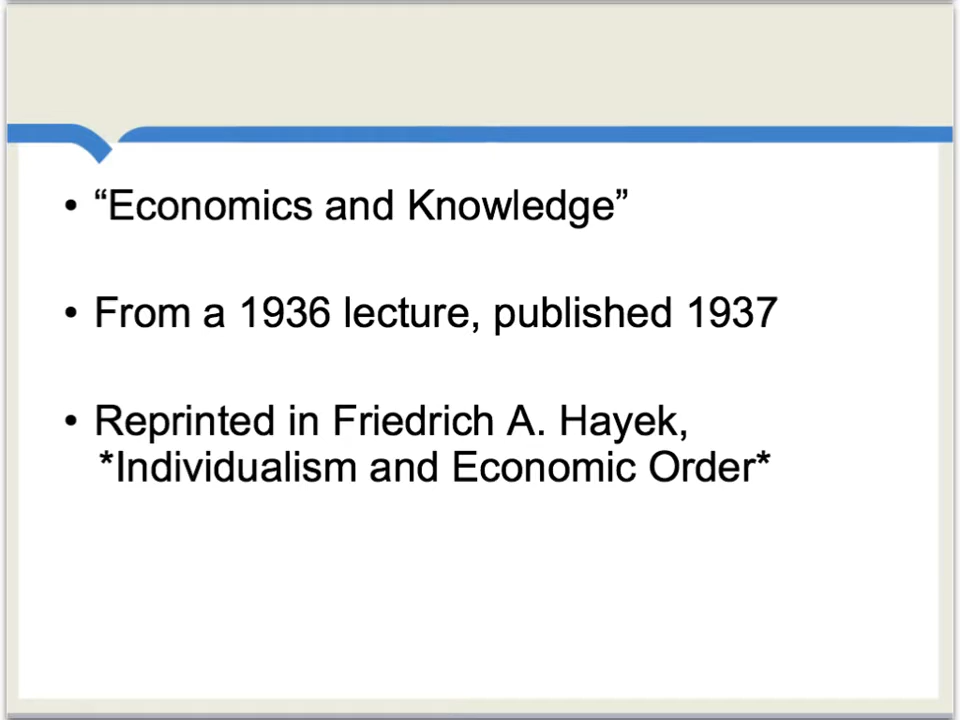 • “Economics and Knowledge”
• From a 1936 lecture, published 1937
• Reprinted in Friedrich A. Hayek,
*Individualism and Economic Order*